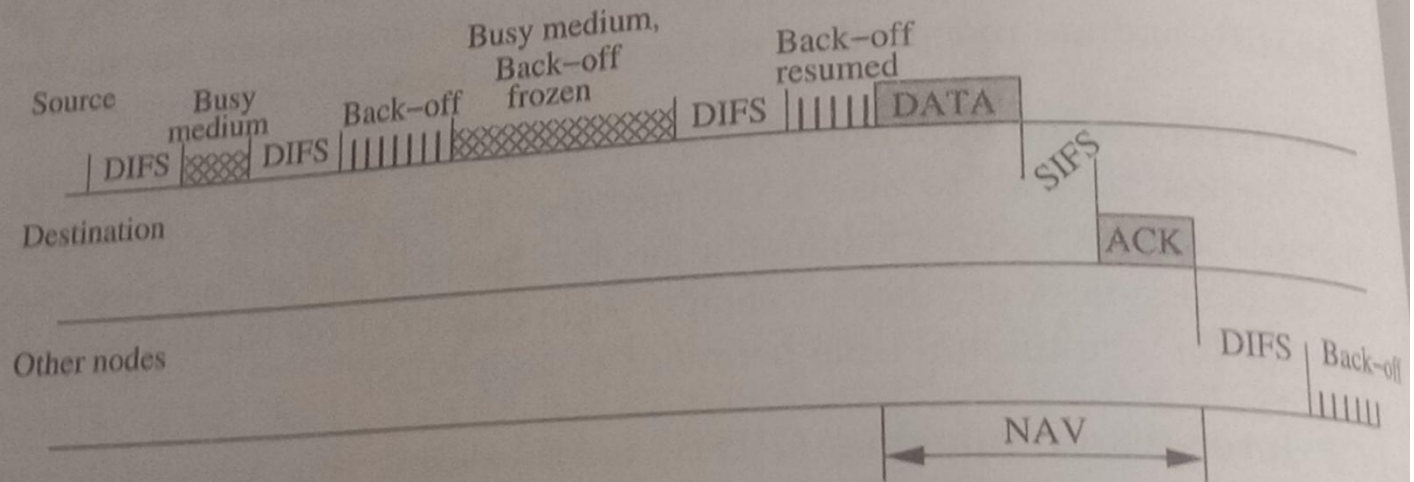 Source
Busy
medium
Back–off
Busy medium,
Back–off
frozen
Back–off
resumed
DIFS
DIFS
DIFS
DATA
SIFS
Destination
ACK
Other nodes
DIFS
Back–off
NAV